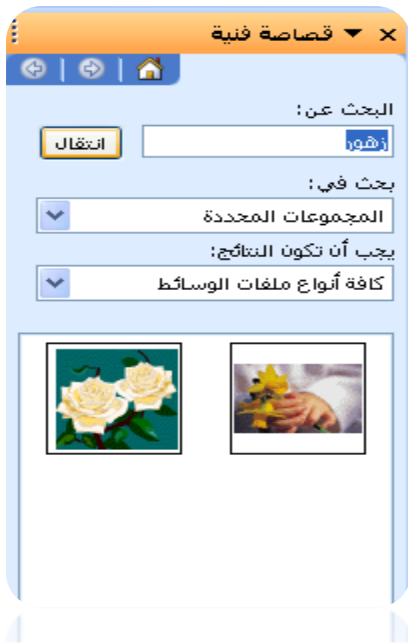 قصاصة فنية
البحث عن:
زهور
انتقال
بحث في:
المجموعات المحددة
يجب أن تكون النتائج:
كافة أنواع ملفات الوسائط